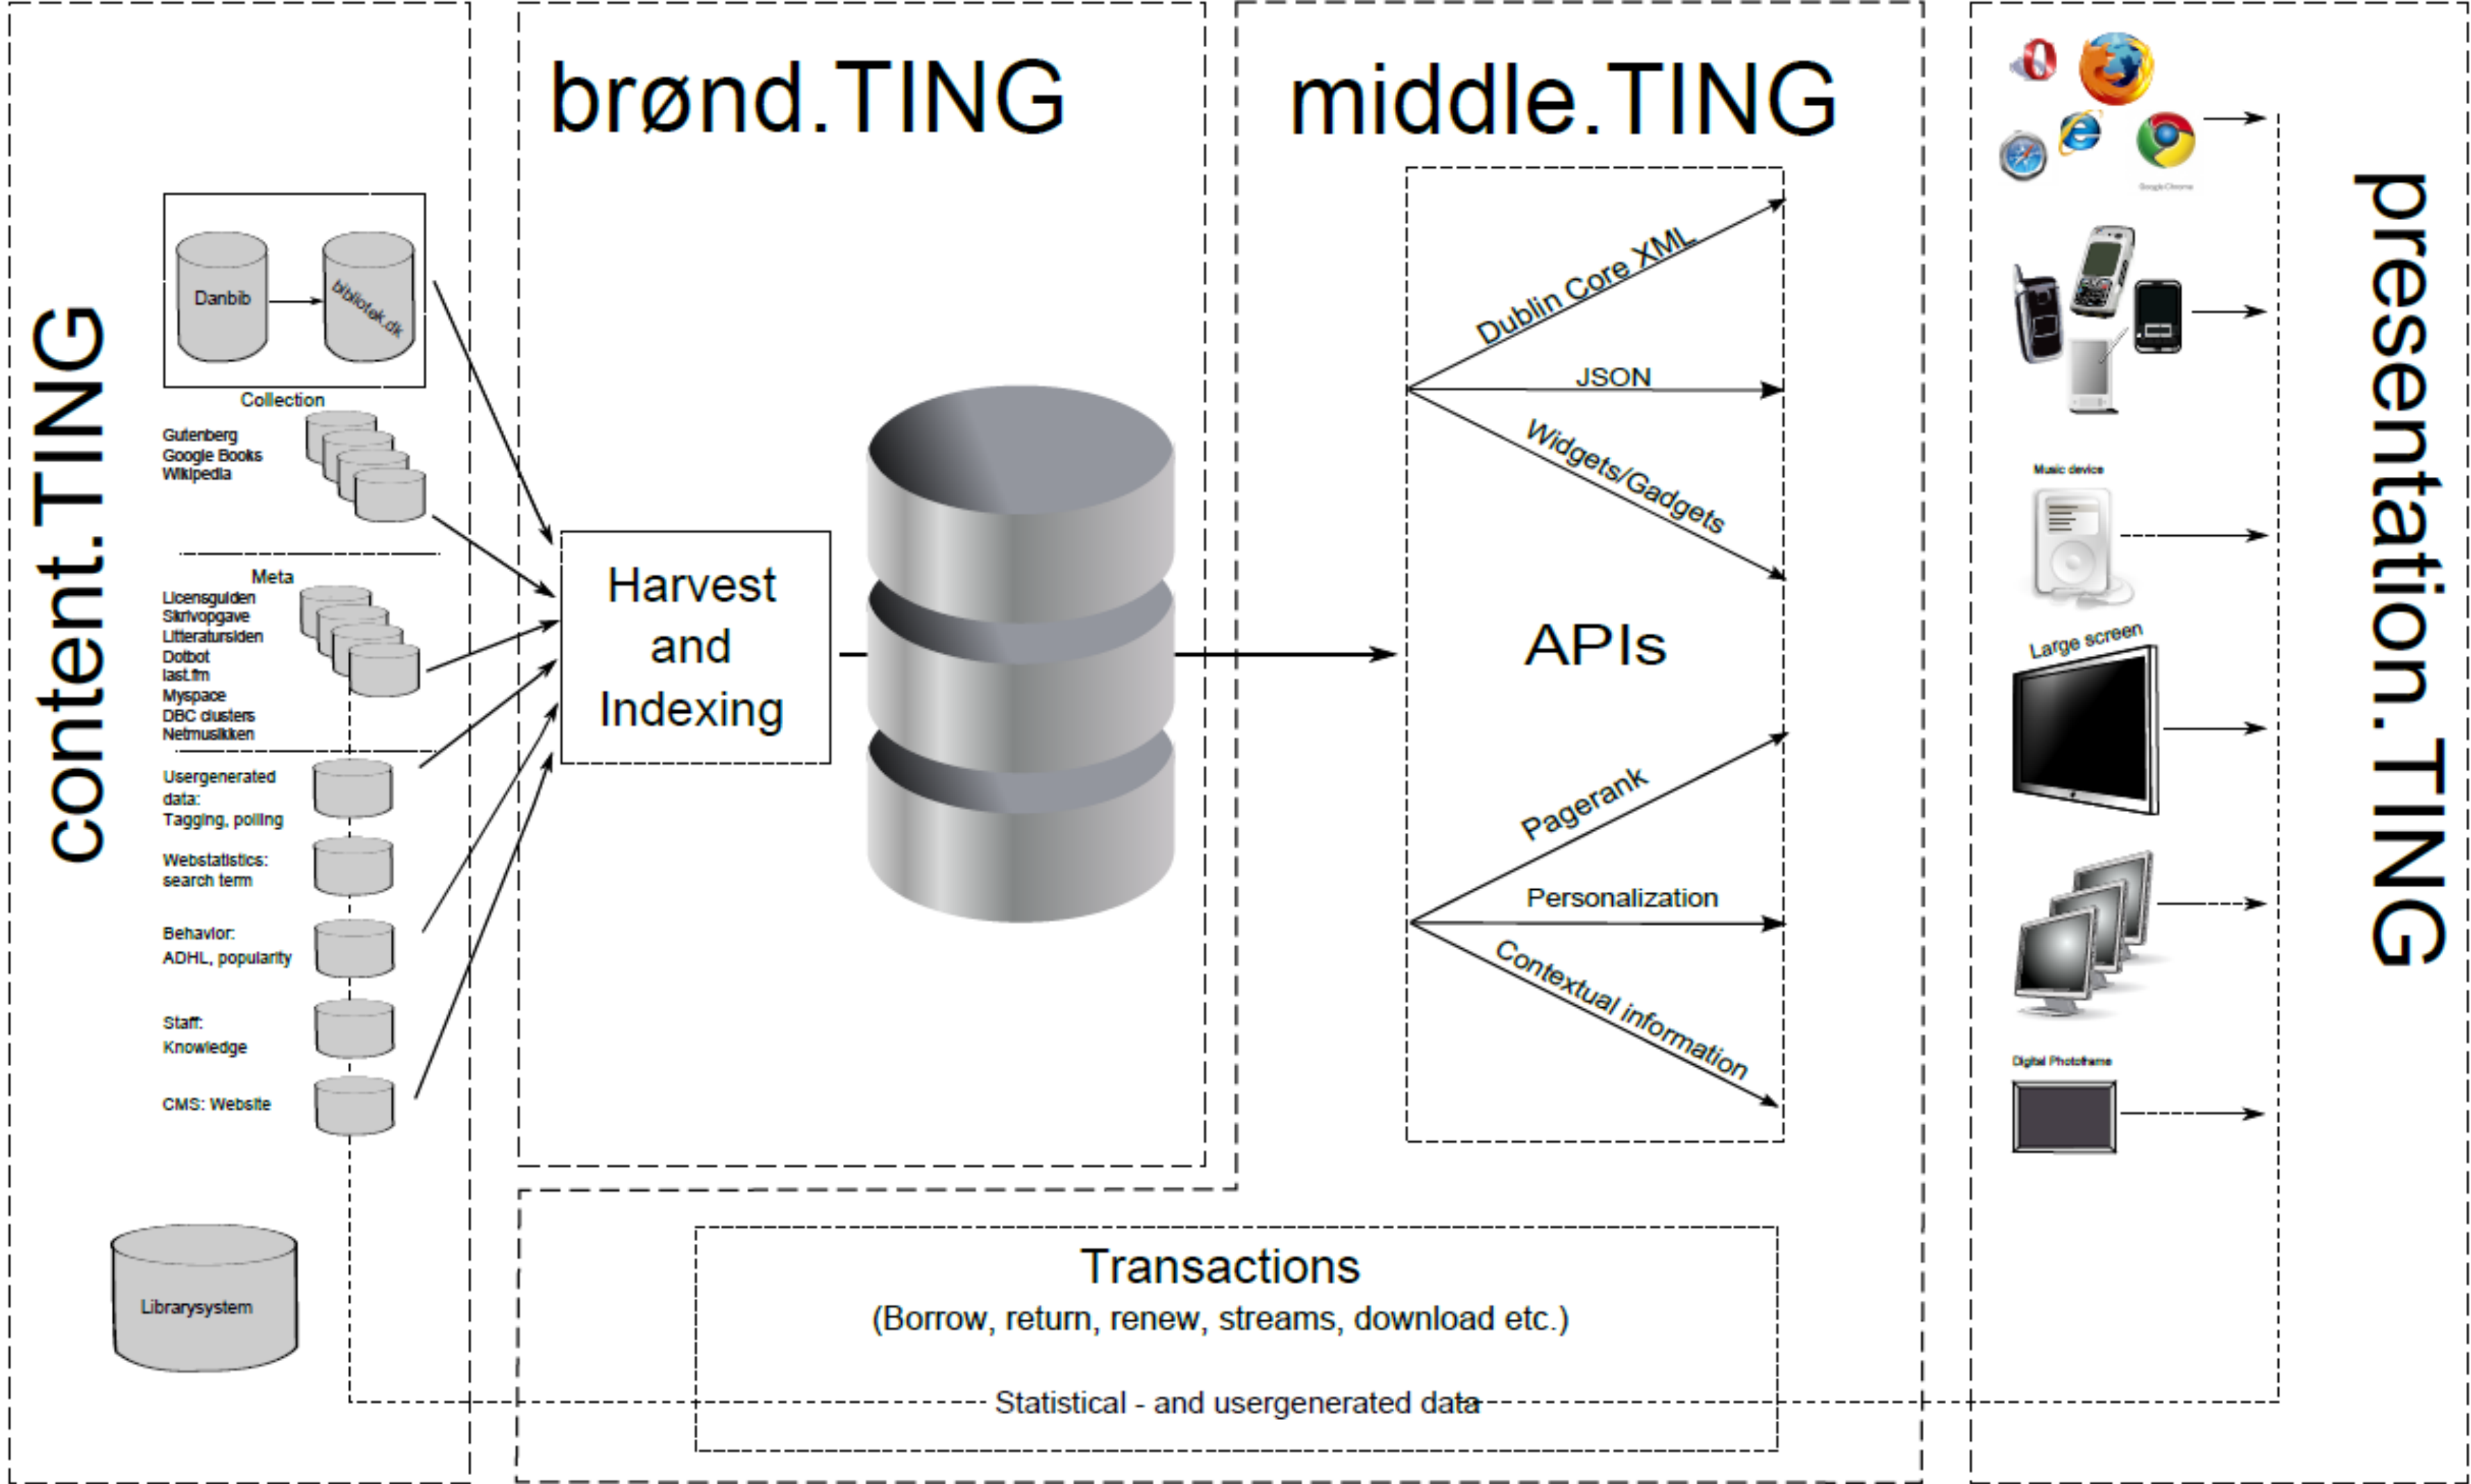 content.TING
Danbib
bibliotek.dk
Collection
Gutenberg
Google Books
Wikipedia
Meta
Licensguiden
Skrivopgave
Litteratursiden
Dotbot
last.fm
Myspace
DBC clusters
Netmusikken
Usergenerated
data:
Tagging, polling
Webstatistics:
search term
Behavior:
ADHL, popularity
Staff:
Knowledge
CMS: Website
Librarysystem
brønd.TING
Harvest
and
Indexing
middle.TING
Dublin Core XML
JSON
Widgets/Gadgets
APIs
Pagerank
Personalization
Contextual information
Transactions
(Borrow, return, renew, streams, download etc.)
Statistical - and usergenerated data
presentation.TING
Google Chrome
Music device
Large screen
Digital Photoframe